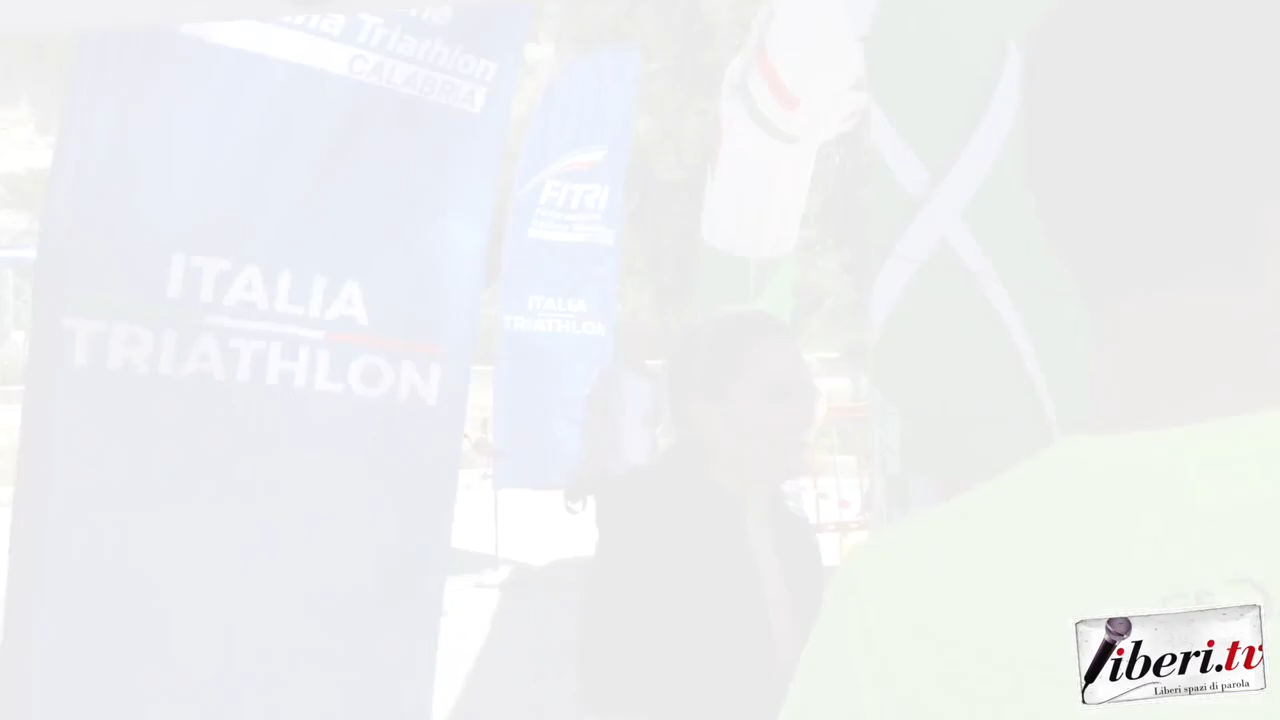 Triathlon
CALABRIA
ITALIA
TRIATHLON
FITRI
ITALIA
TRIATHLON
liberi.tv
Liberi spazi di parola